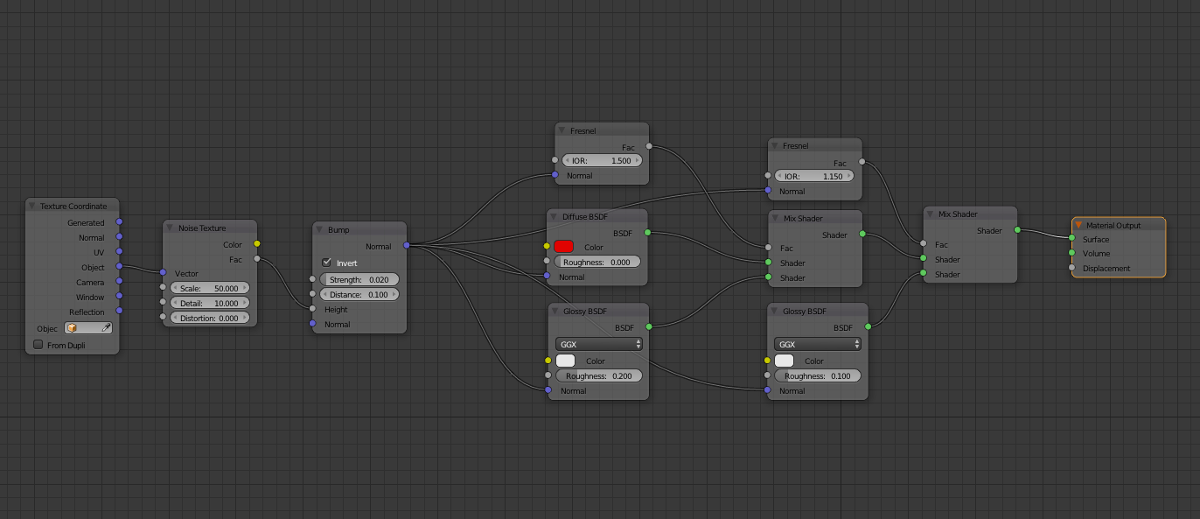 Texture Coordinate
Generated
Normal
UV
Object
Camera
Window
Reflection
Objec
From Dupli
Noise Texture
Color
Fac
Vector
Scale: 50.000
Detail: 10.000
Distortion: 0.000
Bump
Normal
Invert
Strength: 0.020
Distance: 0.100
Height
Normal
Fresnel
Fac
IOR: 1.500
Normal
Diffuse BSDF
BSDF
Color
Roughness: 0.000
Normal
Glossy BSDF
BSDF
GGX
Color
Roughness: 0.200
Normal
Fresnel
Fac
IOR: 1.150
Normal
Mix Shader
Shader
Fac
Shader
Shader
Glossy BSDF
BSDF
GGX
Color
Roughness: 0.100
Normal
Mix Shader
Shader
Fac
Shader
Shader
Material Output
Surface
Volume
Displacement